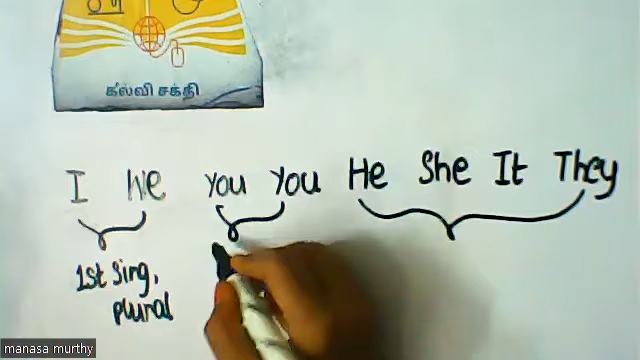 கல்வி சக்தி
I We You You He She It They
1st Sing,
plural
manasa murthy